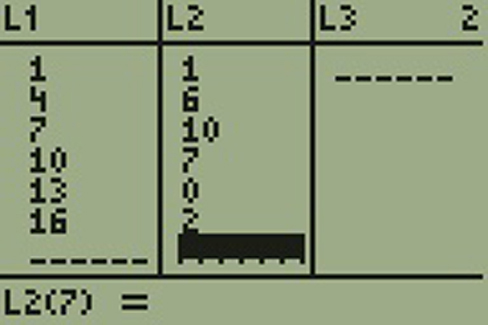 L1 L2 L3 2
1 1 ------
4 6
7 10
10 7
13 0
16 2
------
L2(7) =